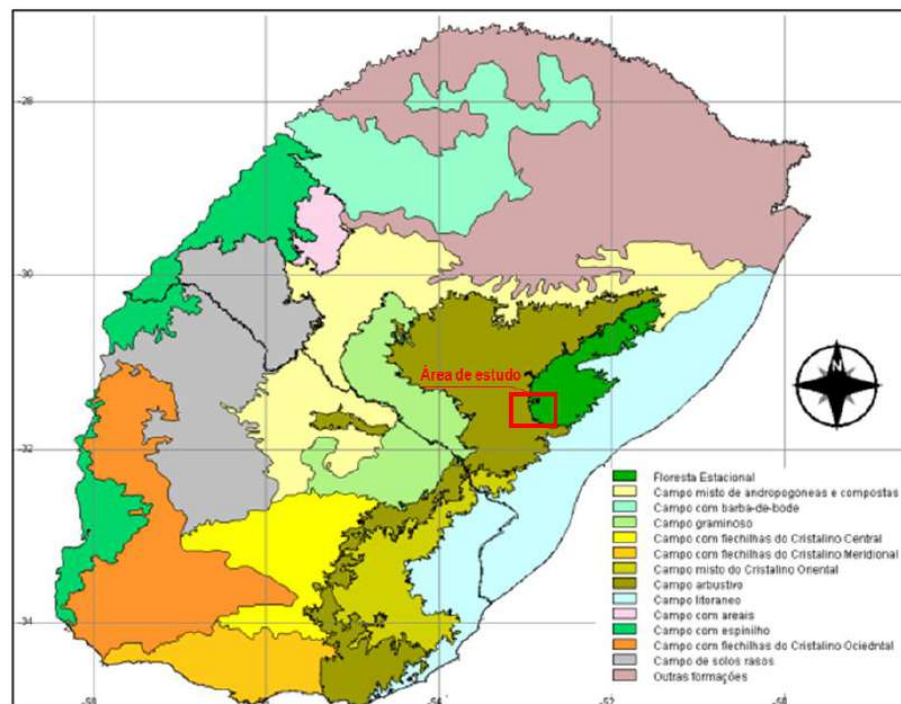 -28
-30
N
Área de estudo
-32
Floresta Estacional
Campo misto de andropogoneas e compostas
Campo com barba-de-bode
Campo graminoso
Campo com flechilhas do Cristalino Central
Campo com flechilhas do Cristalino Meridional
Campo misto do Cristalino Oriental
Campo arbustivo
Campo litoraneo
Campo com areais
Campo com espinilho
Campo com flechilhas do Cristalino Ociedntal
Campo de solos rasos
Outras formações
-34
-52